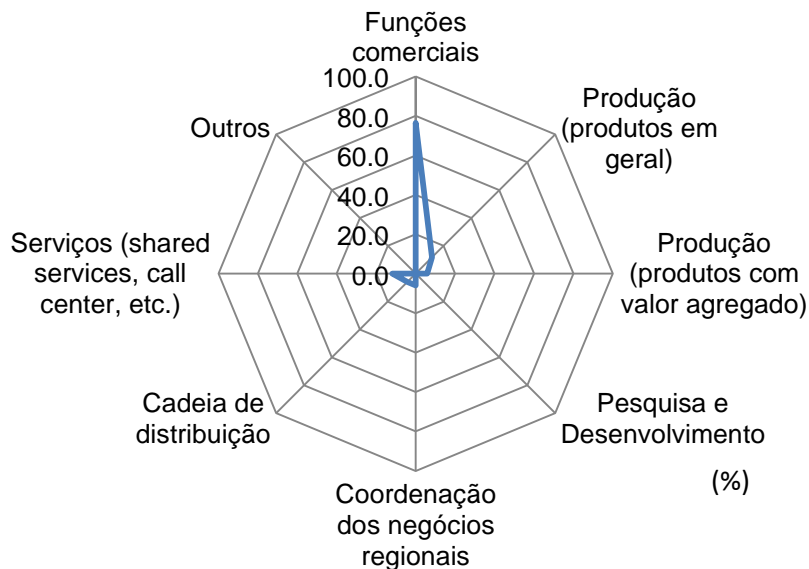 Funções
comerciais
100.0
80.0
60.0
40.0
20.0
0.0
Produção
(produtos em
geral)
Produção
(produtos com
valor agregado)
Pesquisa e
Desenvolvimento
(%)
Coordenação
dos negócios
regionais
Cadeia de
distribuição
Serviços (shared
services, call
center, etc.)
Outros